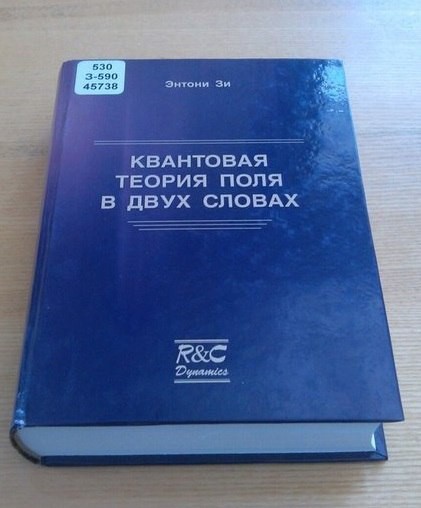 530
З-590
45738
Энтони Зи
КВАНТОВАЯ
ТЕОРИЯ ПОЛЯ
В ДВУХ СЛОВАХ
R&C
Dynamics